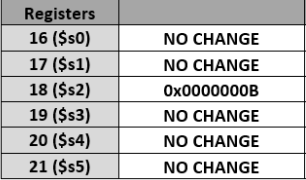 Registers
16 ($s0) NO CHANGE
17 ($s1) NO CHANGE
18 ($s2) 0x0000000B
19 ($s3) NO CHANGE
20 ($s4) NO CHANGE
21 ($s5) NO CHANGE